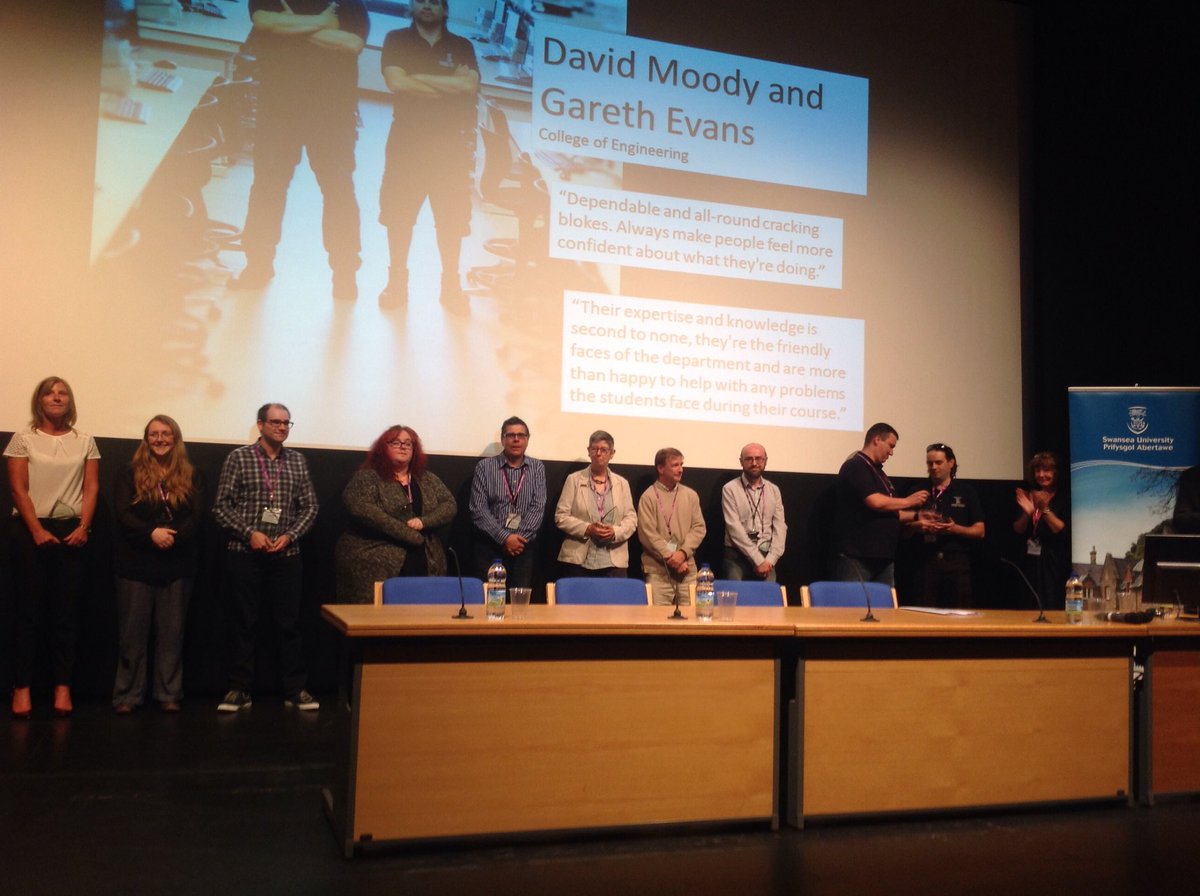 David Moody and
Gareth Evans
College of Engineering
“Dependable and all-round cracking
blokes. Always make people feel more
confident about what they're doing.”
“Their expertise and knowledge is
second to none, they're the friendly
faces of the department and are more
than happy to help with any problems
the students face during their course.”
Swansea University
Prifysgol Abertawe